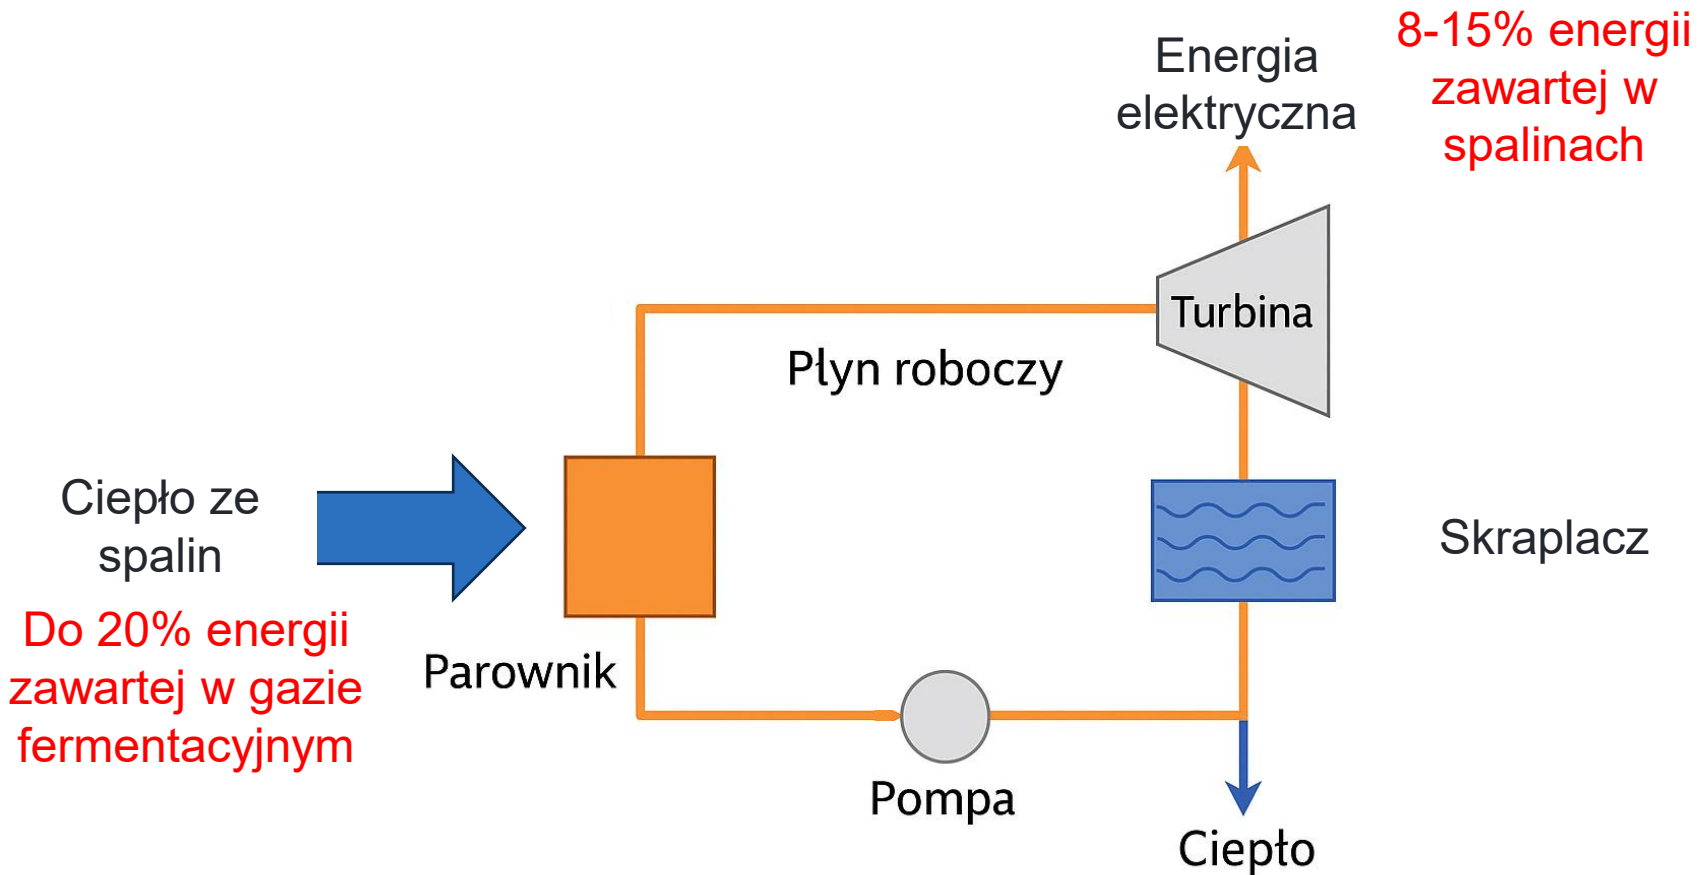 Energia
elektryczna
8-15% energii
zawartej w
spalinach
Turbina
Płyn roboczy
Ciepło ze
spalin
Do 20% energii
zawartej w gazie
fermentacyjnym
Parownik
Skraplacz
Pompa
Ciepło